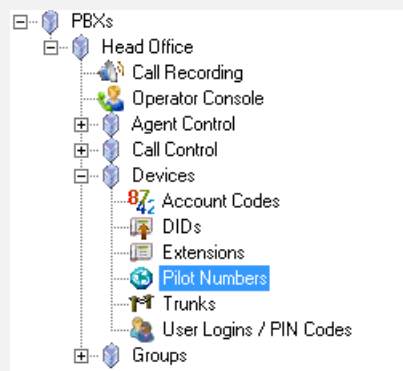 PBXs
Head Office
Call Recording
Operator Console
Agent Control
Call Control
Devices
Account Codes
DIDs
Extensions
Pilot Numbers
Trunks
User Logins / PIN Codes
Groups